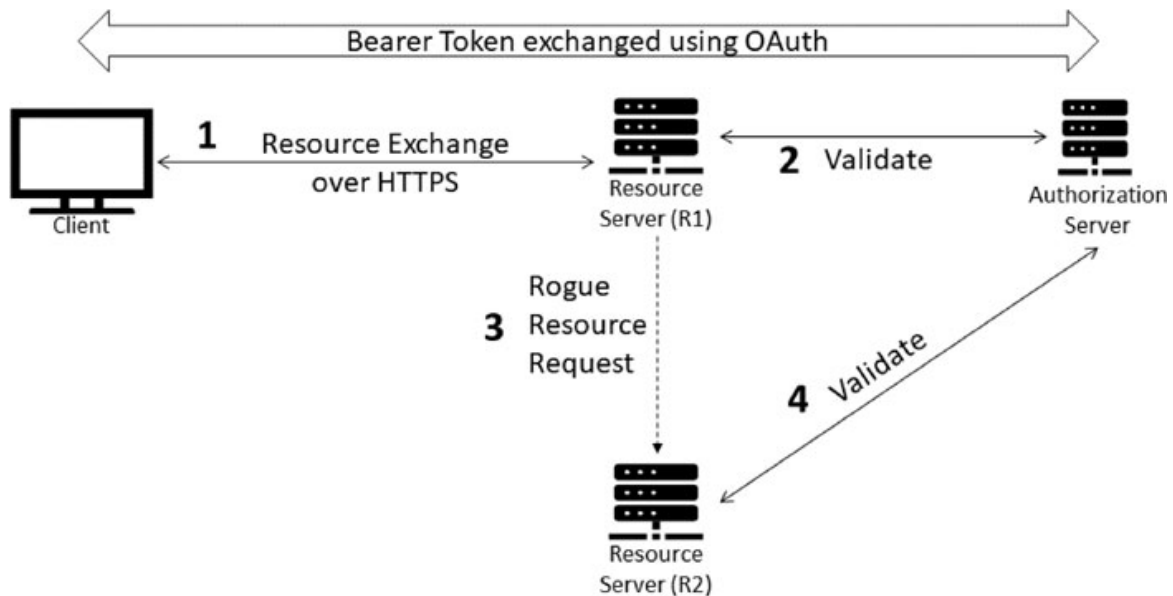 Bearer Token exchanged using OAuth
1
Resource Exchange
over HTTPS
2 Validate
Client
Resource
Server (R1)
Authorization
Server
Rogue
3 Resource
Request
4 Validate
Resource
Server (R2)